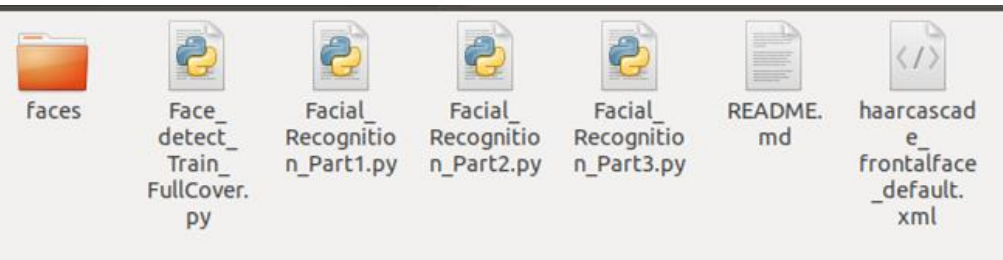 faces
Face_
detect_
Train_
FullCover.
py
Facial_
Recognitio
n_Part1.py
Facial_
Recognitio
n_Part2.py
Facial_
Recognitio
n_Part3.py
README.
md
haarcascad
e_
frontalface
_default.
xml